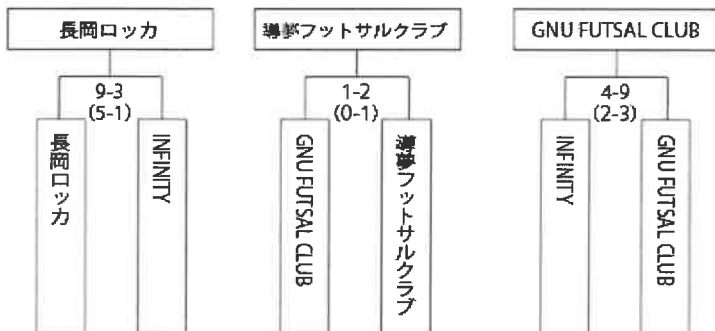 長岡ロッカ
導夢フットサルクラブ
GNU FUTSAL CLUB
9-3
(5-1)
1-2
(0-1)
4-9
(2-3)
長岡ロッカ
INFINITY
GNU FUTSAL CLUB
導夢フットサルクラブ
INFINITY
GNU FUTSAL CLUB